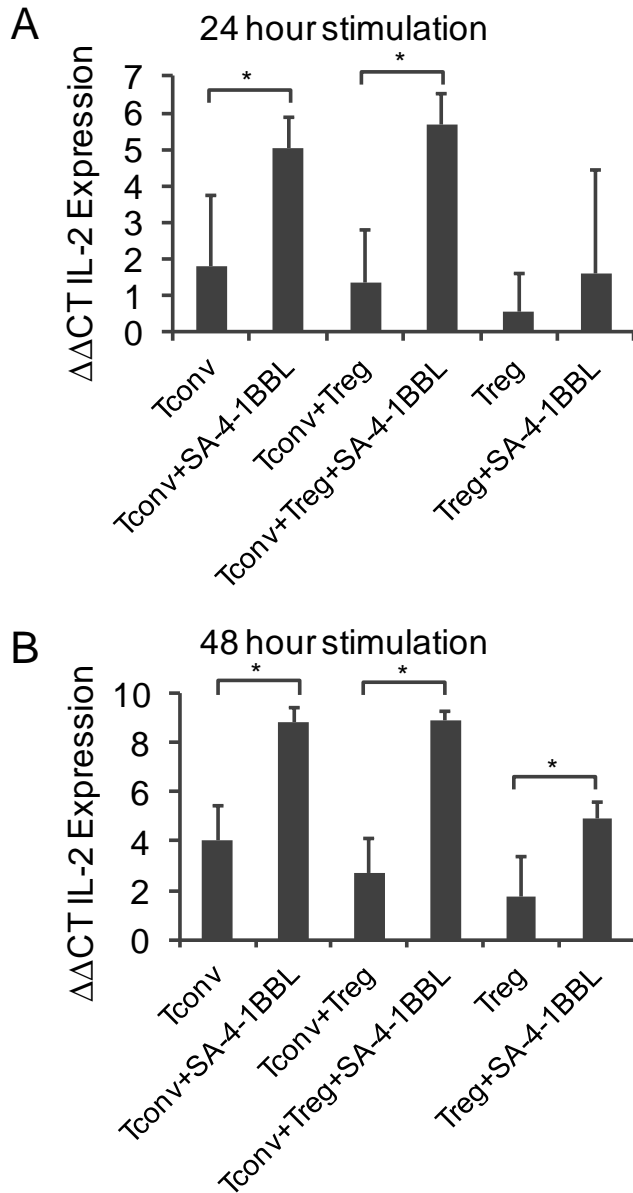 A
24 hour stimulation
*
*
7
6
5
4
3
2
1
0
ΔΔCT IL-2 Expression
Tconv
Tconv+SA-4-1BBL
Tconv+Treg
Tconv+Treg+SA-4-1BBL
Treg
Treg+SA-4-1BBL
B
48 hour stimulation
*
*
*
10
8
6
4
2
0
ΔΔCT IL-2 Expression
Tconv
Tconv+SA-4-1BBL
Tconv+Treg
Tconv+Treg+SA-4-1BBL
Treg
Treg+SA-4-1BBL